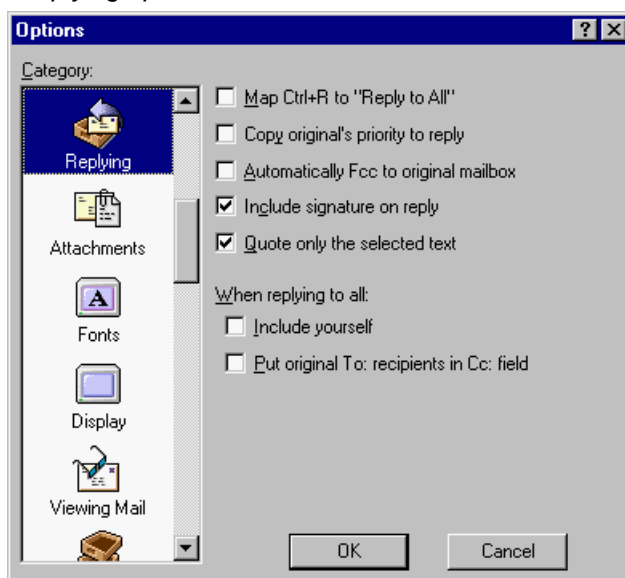 Options
Category:
Replying
Attachments
Fonts
Display
Viewing Mail
Map Ctrl+R to "Reply to All"
Copy original's priority to reply
Automatically Fcc to original mailbox
Include signature on reply
Quote only the selected text
When replying to all:
Include yourself
Put original To: recipients in Cc: field
OK
Cancel